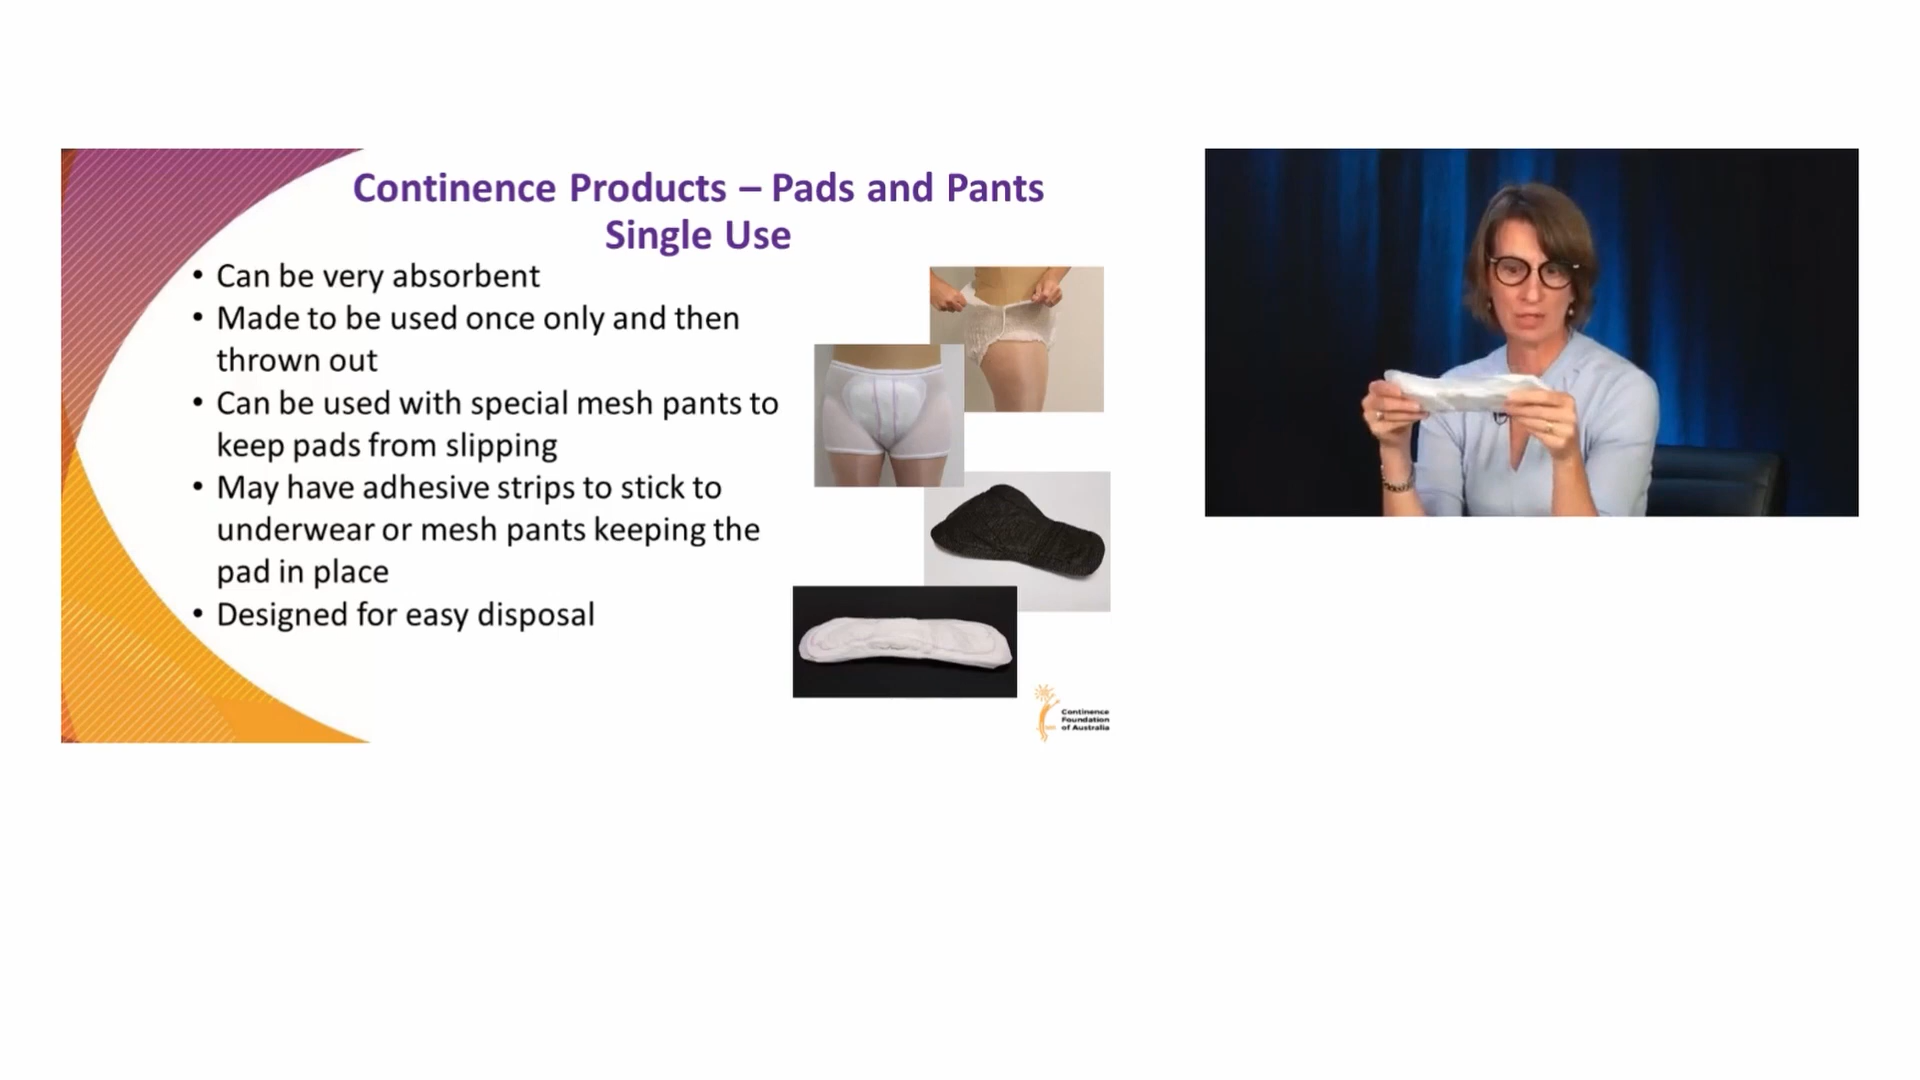 Continence Products – Pads and Pants
Single Use
• Can be very absorbent
• Made to be used once only and then
thrown out
• Can be used with special mesh pants to
keep pads from slipping
• May have adhesive strips to stick to
underwear or mesh pants keeping the
pad in place
• Designed for easy disposal
Continence
Foundation
of Australia